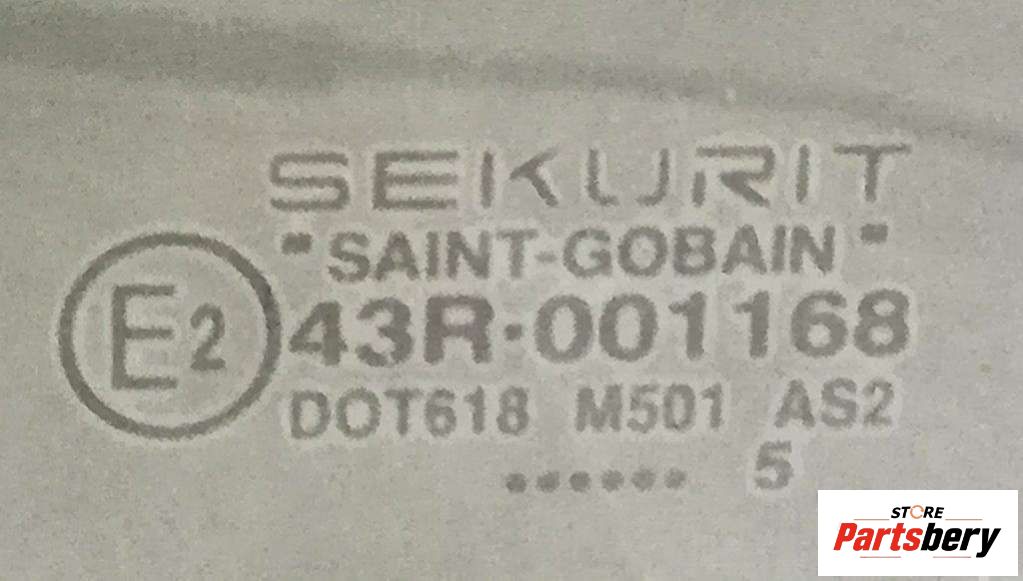 SEKURIT
"SAINT-GOBAIN"
E2
43R·001168
DOT618 M501 AS2
...... 5
STORE
Partsbery